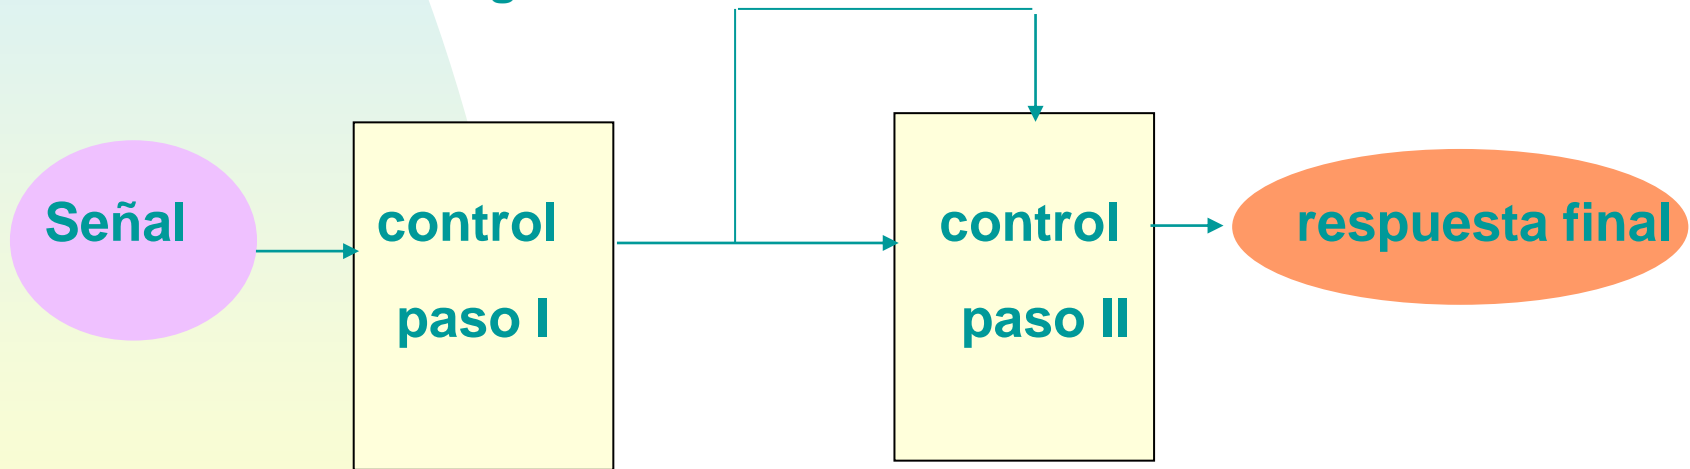 Señal
control
paso I
control
paso II
respuesta final